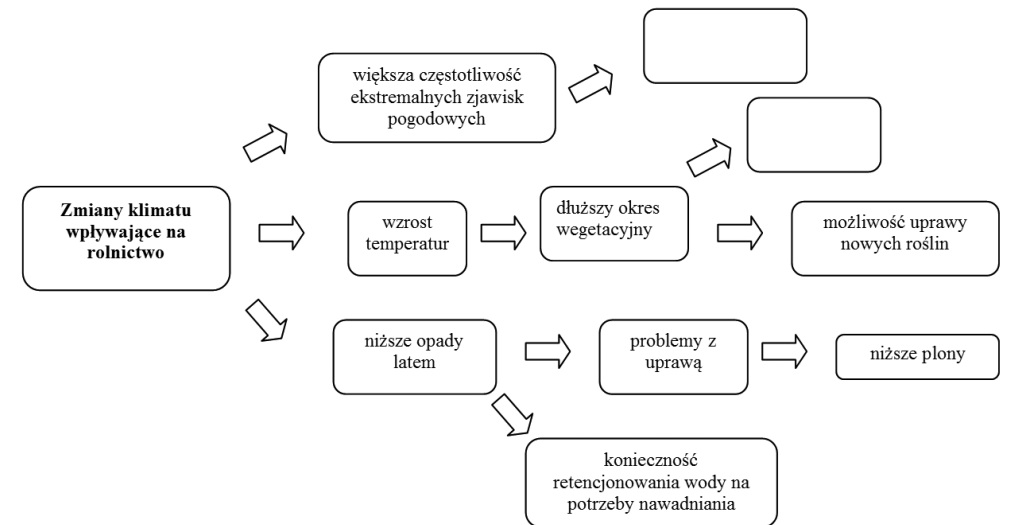 większa częstotliwość
ekstremalnych zjawisk
pogodowych
Zmiany klimatu
wpływające na
rolnictwo
wzrost
temperatur
dłuższy okres
wegetacyjny
możliwość uprawy
nowych roślin
niższe opady
latem
problemy z
uprawą
niższe plony
konieczność
retencjonowania wody na
potrzeby nawadniania